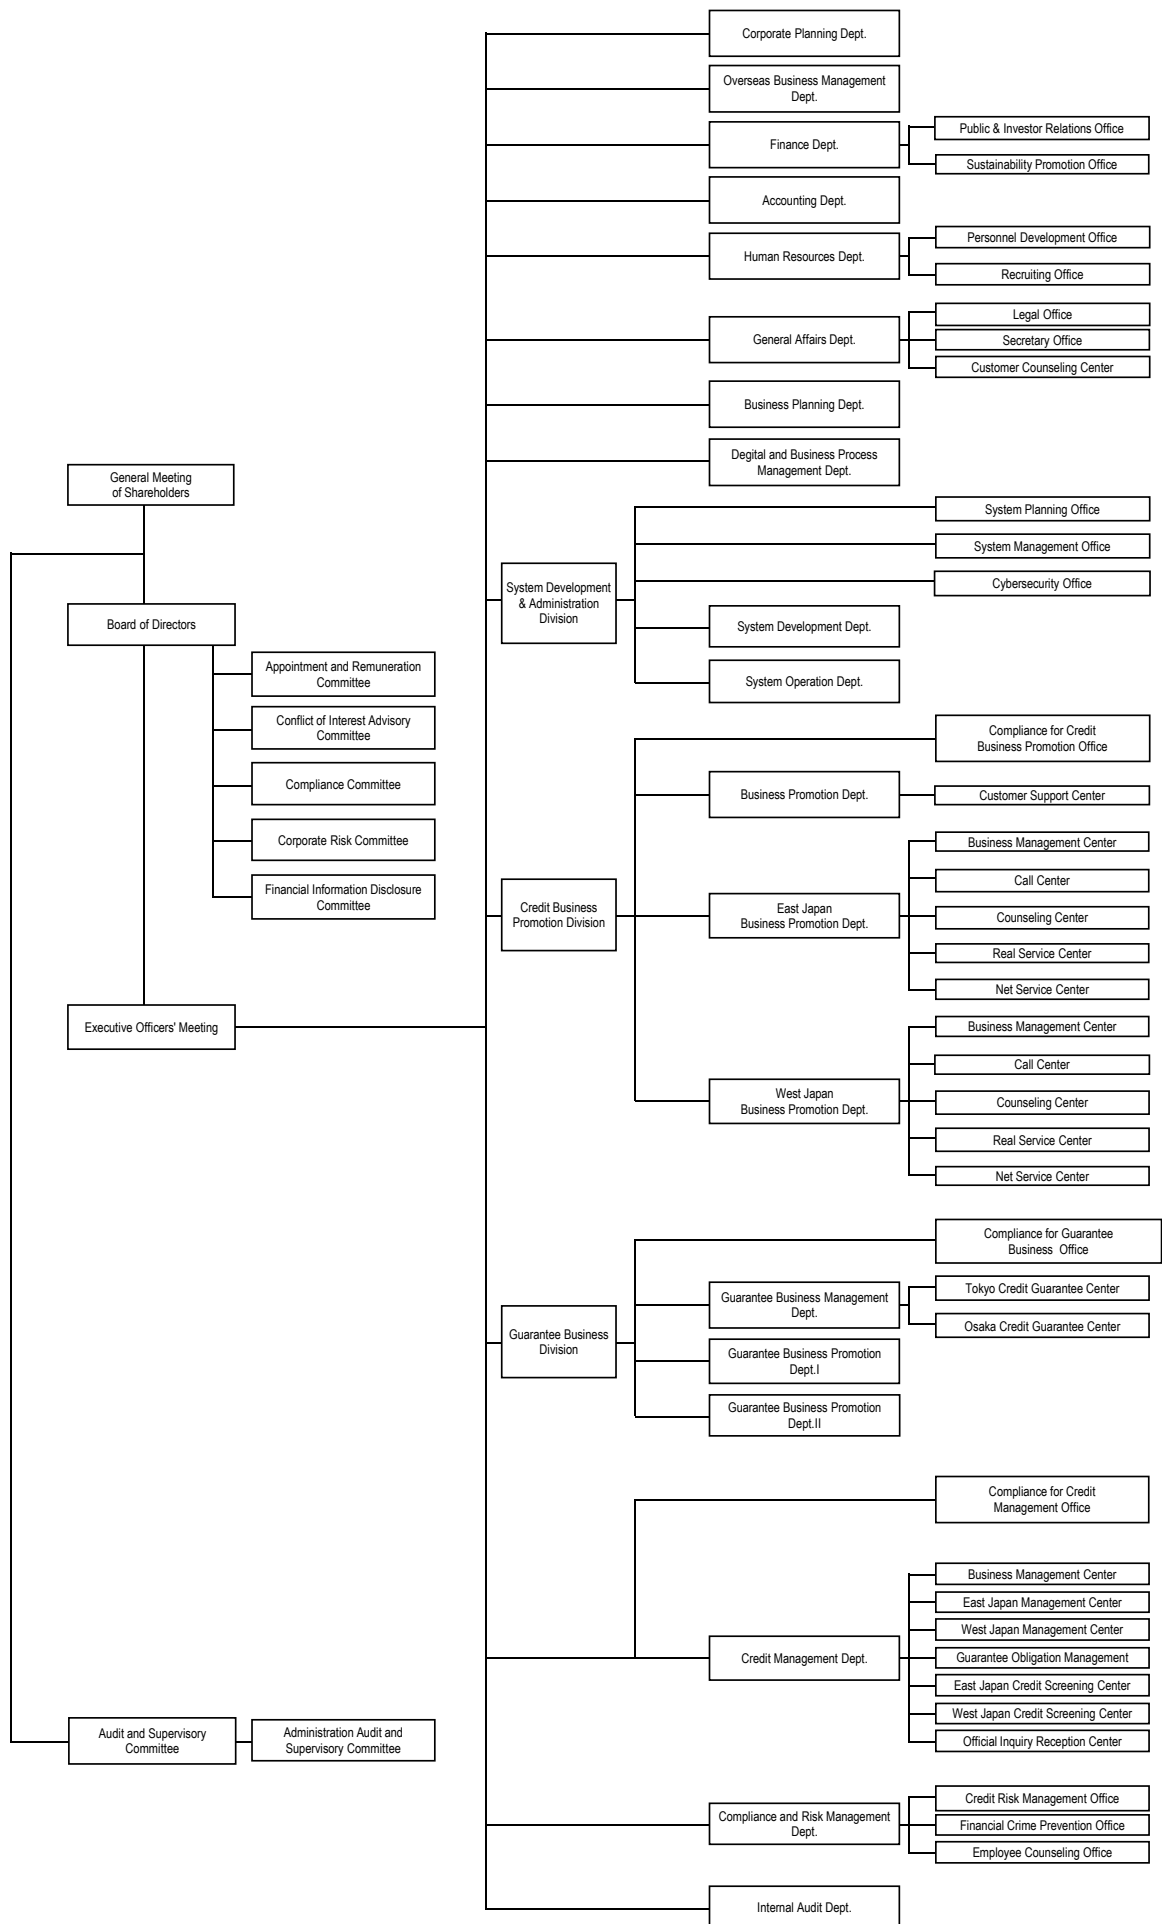 Corporate Planning Dept.
Overseas Business Management
Dept.
Finance Dept.
Public & Investor Relations Office
Sustainability Promotion Office
Accounting Dept.
Human Resources Dept.
Personnel Development Office
Recruiting Office
General Affairs Dept.
Legal Office
Secretary Office
Customer Counseling Center
Business Planning Dept.
Degital and Business Process
Management Dept.
General Meeting
of Shareholders
Board of Directors
Appointment and Remuneration
Committee
Conflict of Interest Advisory
Committee
Compliance Committee
Corporate Risk Committee
Financial Information Disclosure
Committee
Executive Officers' Meeting
System Development
& Administration
Division
System Planning Office
System Management Office
Cybersecurity Office
System Development Dept.
System Operation Dept.
Credit Business
Promotion Division
Compliance for Credit
Business Promotion Office
Business Promotion Dept.
Customer Support Center
East Japan
Business Promotion Dept.
Business Management Center
Call Center
Counseling Center
Real Service Center
Net Service Center
West Japan
Business Promotion Dept.
Business Management Center
Call Center
Counseling Center
Real Service Center
Net Service Center
Guarantee Business
Division
Compliance for Guarantee
Business Office
Guarantee Business Management
Dept.
Tokyo Credit Guarantee Center
Osaka Credit Guarantee Center
Guarantee Business Promotion
Dept.I
Guarantee Business Promotion
Dept.II
Compliance for Credit
Management Office
Credit Management Dept.
Business Management Center
East Japan Management Center
West Japan Management Center
Guarantee Obligation Management
East Japan Credit Screening Center
West Japan Credit Screening Center
Official Inquiry Reception Center
Audit and Supervisory
Committee
Administration Audit and
Supervisory Committee
Compliance and Risk Management
Dept.
Credit Risk Management Office
Financial Crime Prevention Office
Employee Counseling Office
Internal Audit Dept.